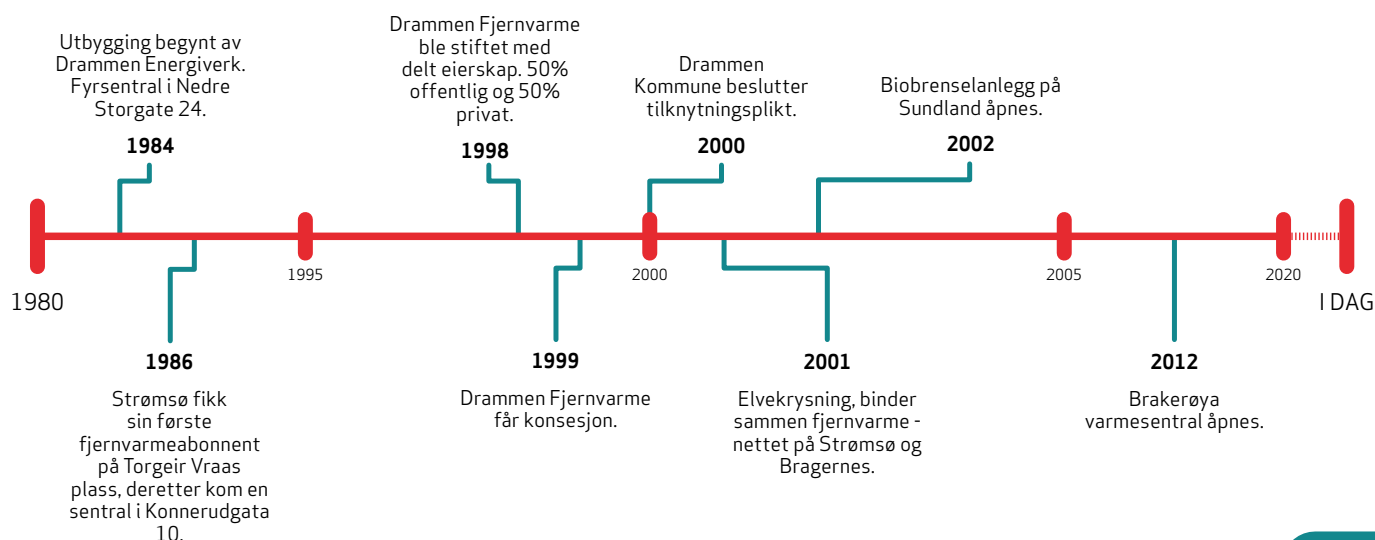 Utbygging begynt av
Drammen Energiverk.
Fyrsentral i Nedre
Storgate 24.
1984
Drammen Fjernvarme
ble stiftet med
delt eierskap. 50%
offentlig og 50%
privat.
1998
Drammen
Kommune beslutter
tilknytningsplikt.
2000
Biobrenselanlegg på
Sundland åpnes.
2002
1980
1995
2000
2005
2020
I DAG
1986
Strømsø fikk
sin første
fjernvarmeabonnent
på Torgeir Vraas
plass, deretter kom en
sentral i Konnerudgata
10.
1999
Drammen Fjernvarme
får konsesjon.
2001
Elvekrysning, binder
sammen fjernvarme -
nettet på Strømsø og
Bragernes.
2012
Brakerøya
varmesentral åpnes.